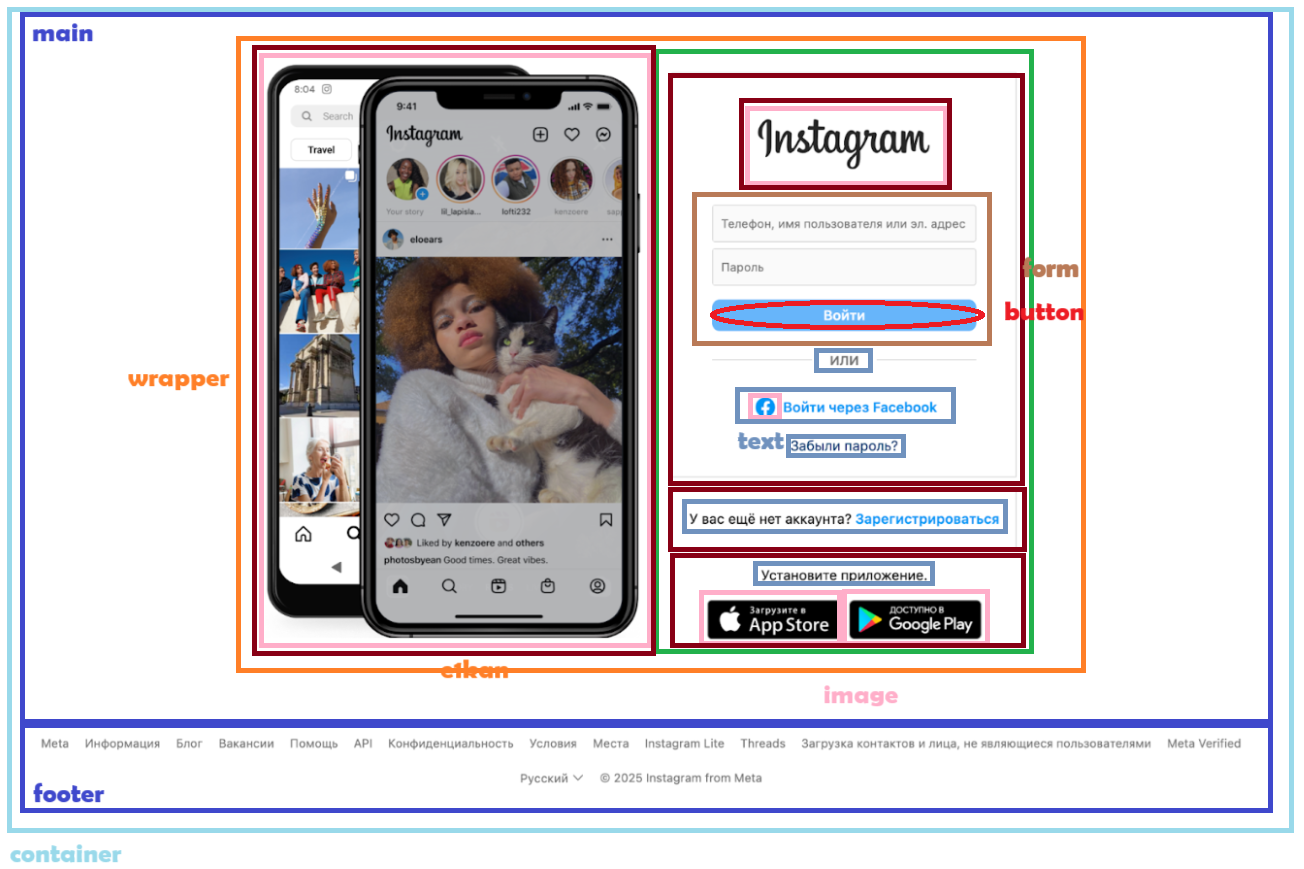 main
8:04
Search
Travel
9:41
Instagram
Your story
lil_lapisla...
lofti232
kenzoere
sap
eloears
Liked by kenzoere and others
photosbyean Good times. Great vibes.
Instagram
Телефон, имя пользователя или эл. адрес
Пароль
form
Войти
button
ИЛИ
wrapper
Войти через Facebook
text
Забыли пароль?
У вас ещё нет аккаунта? Зарегистрироваться
Установите приложение.
Загрузите в
App Store
ДОСТУПНО В
Google Play
e1kan
image
Meta Информация Блог Вакансии Помощь API Конфиденциальность Условия Места Instagram Lite Threads Загрузка контактов и лица, не являющиеся пользователями Meta Verified
Русский © 2025 Instagram from Meta
footer
container